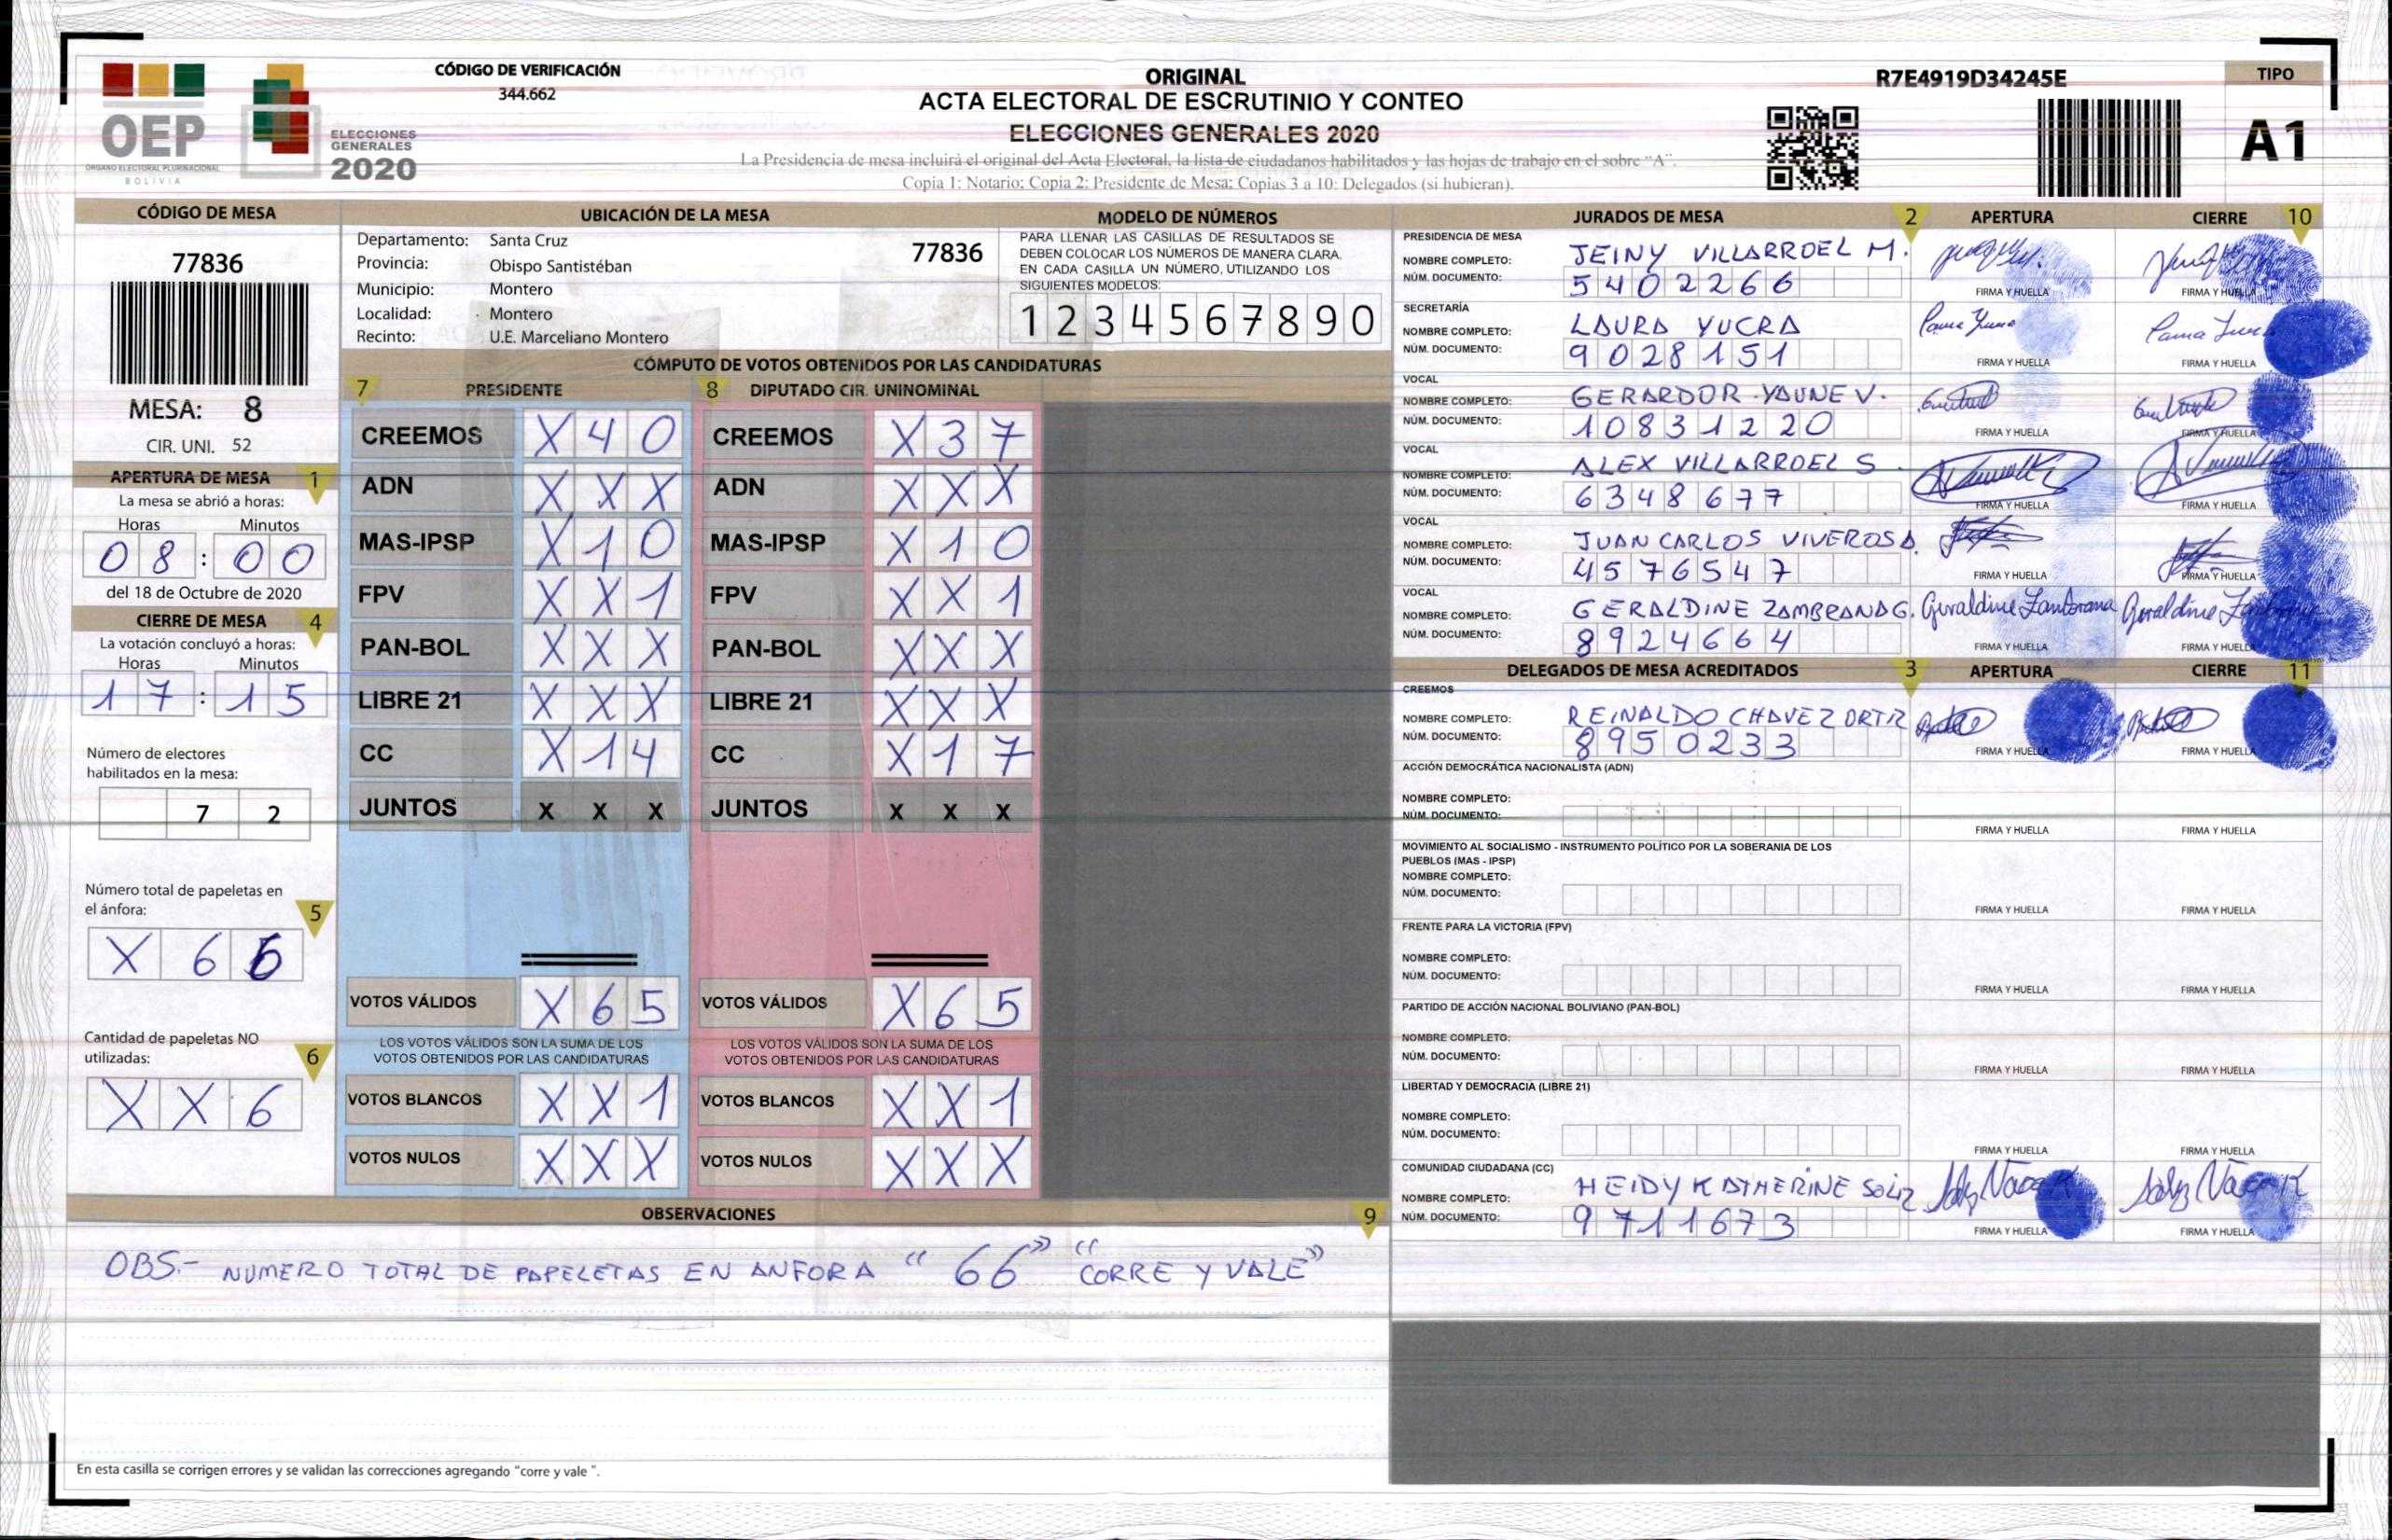 CÓDIGO DE VERIFICACIÓN
344.662
OEP
ÓRGANO ELECTORAL PLURINACIONAL
BOLIVIA
ELECCIONES
GENERALES
2020
ORIGINAL
ACTA ELECTORAL DE ESCRUTINIO Y CONTEO
ELECCIONES GENERALES 2020
La Presidencia de mesa incluirá el original del Acta Electoral, la lista de ciudadanos habilitados y las hojas de trabajo en el sobre "A".
Copia 1: Notario; Copia 2: Presidente de Mesa; Copias 3 a 10: Delegados (si hubieran).
R7E4919D34245E
TIPO
A1
CÓDIGO DE MESA
77836
MESA: 8
CIR. UNI. 52
APERTURA DE MESA 1
La mesa se abrió a horas:
Horas Minutos
08 : 00
del 18 de Octubre de 2020
CIERRE DE MESA 4
La votación concluyó a horas:
Horas Minutos
17 : 15
Número de electores
habilitados en la mesa:
7 2
Número total de papeletas en
el ánfora: 5
X 6 6
Cantidad de papeletas NO
utilizadas: 6
X X 6
UBICACIÓN DE LA MESA
Departamento: Santa Cruz 77836
Provincia: Obispo Santistéban
Municipio: Montero
Localidad: Montero
Recinto: U.E. Marceliano Montero
MODELO DE NÚMEROS
PARA LLENAR LAS CASILLAS DE RESULTADOS SE
DEBEN COLOCAR LOS NÚMEROS DE MANERA CLARA.
EN CADA CASILLA UN NÚMERO, UTILIZANDO LOS
SIGUIENTES MODELOS:
1 2 3 4 5 6 7 8 9 0
CÓMPUTO DE VOTOS OBTENIDOS POR LAS CANDIDATURAS
7 PRESIDENTE 8 DIPUTADO CIR. UNINOMINAL
CREEMOS X 4 0 CREEMOS X 3 7
ADN X X X ADN X X X
MAS-IPSP X 1 0 MAS-IPSP X 1 0
FPV X X 1 FPV X X 1
PAN-BOL X X X PAN-BOL X X X
LIBRE 21 X X X LIBRE 21 X X X
CC X 1 4 CC X 1 7
JUNTOS X X X JUNTOS X X X
VOTOS VÁLIDOS X 6 5 VOTOS VÁLIDOS X 6 5
LOS VOTOS VÁLIDOS SON LA SUMA DE LOS LOS VOTOS VÁLIDOS SON LA SUMA DE LOS
VOTOS OBTENIDOS POR LAS CANDIDATURAS VOTOS OBTENIDOS POR LAS CANDIDATURAS
VOTOS BLANCOS X X 1 VOTOS BLANCOS X X 1
VOTOS NULOS X X X VOTOS NULOS X X X
OBSERVACIONES 9
OBS.- NUMERO TOTAL DE PAPELETAS EN ANFORA "66" "CORRE Y VALE"
En esta casilla se corrigen errores y se validan las correcciones agregando "corre y vale ".
JURADOS DE MESA 2 APERTURA CIERRE 10
PRESIDENCIA DE MESA
NOMBRE COMPLETO: JEINY VILLARROEL M.
NÚM. DOCUMENTO: 5402266
FIRMA Y HUELLA FIRMA Y HUELLA
SECRETARÍA
NOMBRE COMPLETO: LAURA YUCRA
NÚM. DOCUMENTO: 9028151
FIRMA Y HUELLA FIRMA Y HUELLA
VOCAL
NOMBRE COMPLETO: GERARDOR YAUNE V.
NÚM. DOCUMENTO: 10831220
FIRMA Y HUELLA FIRMA Y HUELLA
VOCAL
NOMBRE COMPLETO: ALEX VILLARROEL S.
NÚM. DOCUMENTO: 6348677
FIRMA Y HUELLA FIRMA Y HUELLA
VOCAL
NOMBRE COMPLETO: JUAN CARLOS VIVEROS A.
NÚM. DOCUMENTO: 4576547
FIRMA Y HUELLA FIRMA Y HUELLA
VOCAL
NOMBRE COMPLETO: GERALDINE ZAMBRANA G. Geraldine Zambrana Geraldine
NÚM. DOCUMENTO: 8924664
FIRMA Y HUELLA FIRMA Y HUELLA
DELEGADOS DE MESA ACREDITADOS 3 APERTURA CIERRE 11
CREEMOS
NOMBRE COMPLETO: REINALDO CHAVEZ ORTIZ
NÚM. DOCUMENTO: 8950233
FIRMA Y HUELLA FIRMA Y HUELLA
ACCIÓN DEMOCRÁTICA NACIONALISTA (ADN)
NOMBRE COMPLETO:
NÚM. DOCUMENTO:
FIRMA Y HUELLA FIRMA Y HUELLA
MOVIMIENTO AL SOCIALISMO - INSTRUMENTO POLÍTICO POR LA SOBERANIA DE LOS
PUEBLOS (MAS - IPSP)
NOMBRE COMPLETO:
NÚM. DOCUMENTO:
FIRMA Y HUELLA FIRMA Y HUELLA
FRENTE PARA LA VICTORIA (FPV)
NOMBRE COMPLETO:
NÚM. DOCUMENTO:
FIRMA Y HUELLA FIRMA Y HUELLA
PARTIDO DE ACCIÓN NACIONAL BOLIVIANO (PAN-BOL)
NOMBRE COMPLETO:
NÚM. DOCUMENTO:
FIRMA Y HUELLA FIRMA Y HUELLA
LIBERTAD Y DEMOCRACIA (LIBRE 21)
NOMBRE COMPLETO:
NÚM. DOCUMENTO:
FIRMA Y HUELLA FIRMA Y HUELLA
COMUNIDAD CIUDADANA (CC)
NOMBRE COMPLETO: HEIDY KATHERINE SOLIZ
NÚM. DOCUMENTO: 9711673
FIRMA Y HUELLA FIRMA Y HUELLA